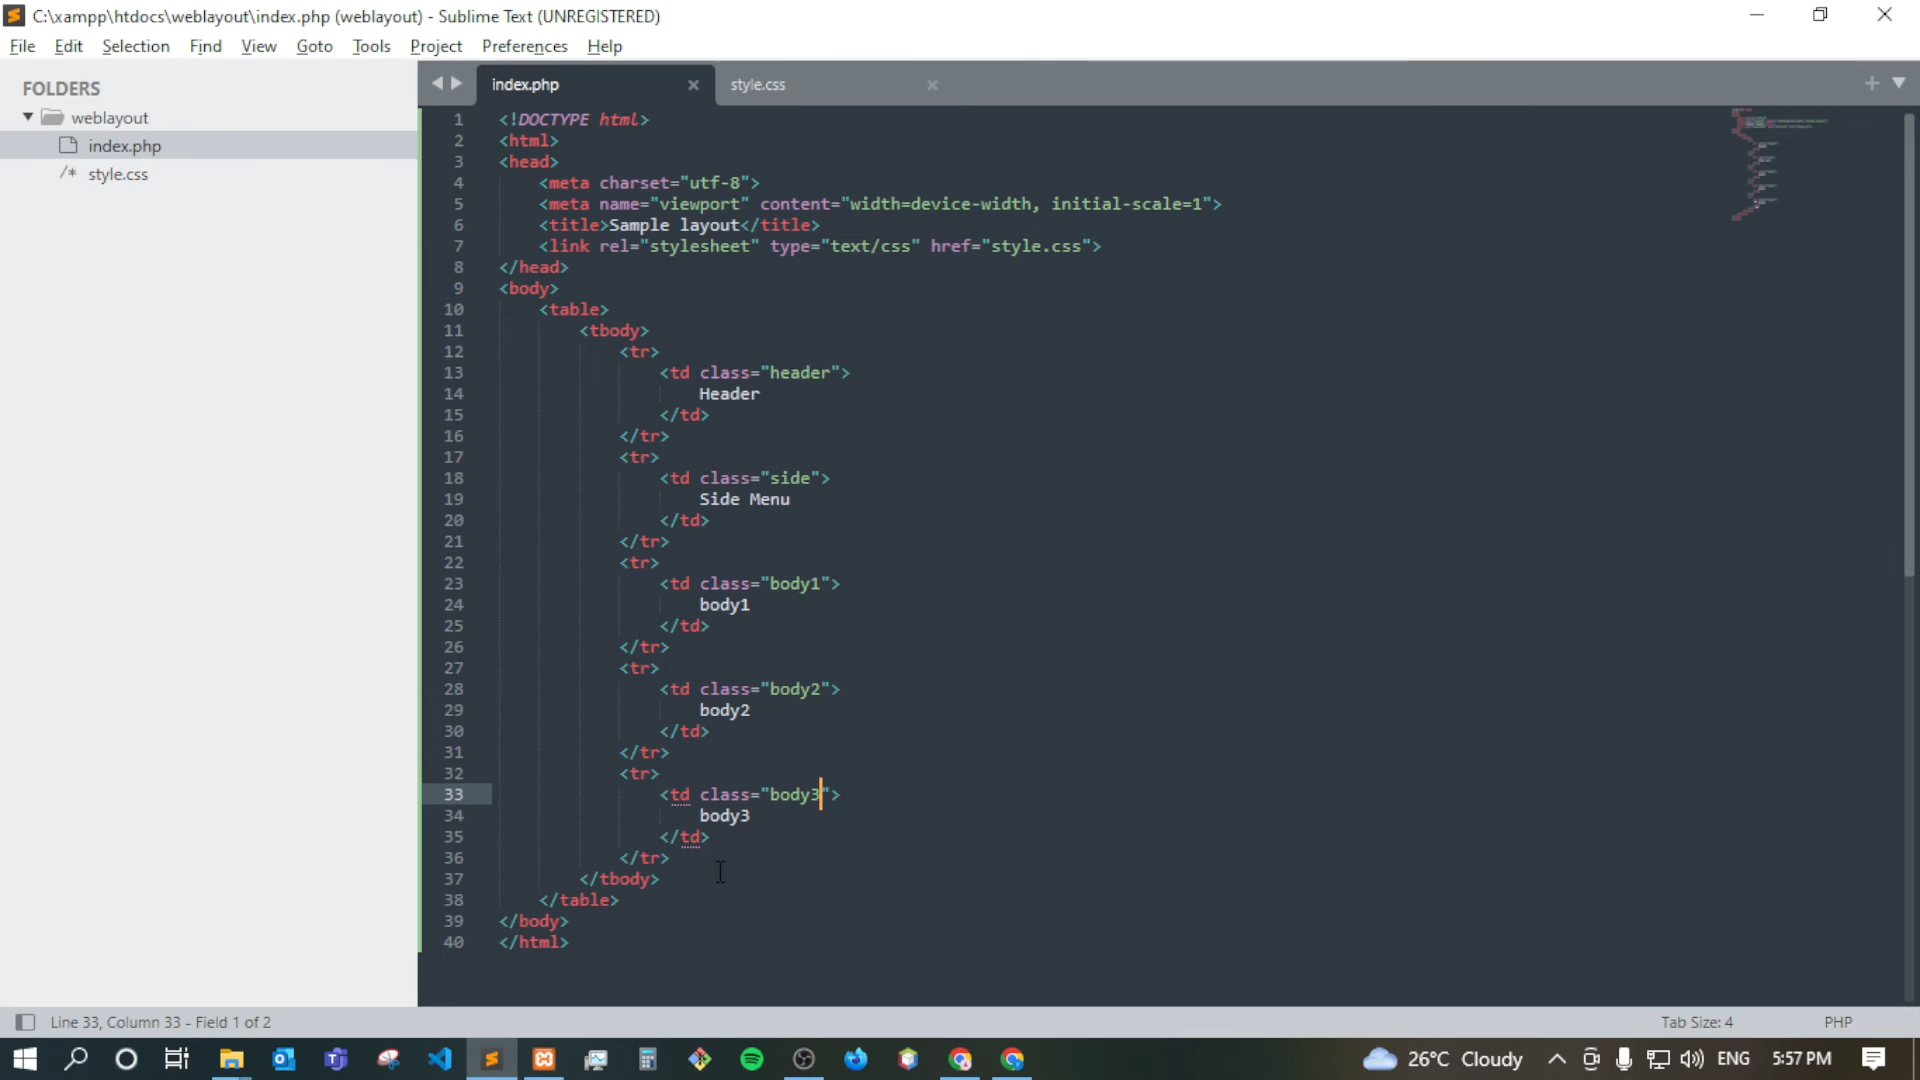 C:\xampp\htdocs\weblayout\index.php (weblayout) - Sublime Text (UNREGISTERED)
File Edit Selection Find View Goto Tools Project Preferences Help
FOLDERS
weblayout
index.php
/* style.css
index.php style.css
1 <!DOCTYPE html>
2 <html>
3 <head>
4 <meta charset="utf-8">
5 <meta name="viewport" content="width=device-width, initial-scale=1">
6 <title>Sample layout</title>
7 <link rel="stylesheet" type="text/css" href="style.css">
8 </head>
9 <body>
10 <table>
11 <tbody>
12 <tr>
13 <td class="header">
14 Header
15 </td>
16 </tr>
17 <tr>
18 <td class="side">
19 Side Menu
20 </td>
21 </tr>
22 <tr>
23 <td class="body1">
24 body1
25 </td>
26 </tr>
27 <tr>
28 <td class="body2">
29 body2
30 </td>
31 </tr>
32 <tr>
33 <td class="body3">
34 body3
35 </td>
36 </tr>
37 </tbody>
38 </table>
39 </body>
40 </html>
Line 33, Column 33 - Field 1 of 2 Tab Size: 4 PHP
26°C Cloudy ENG 5:57 PM